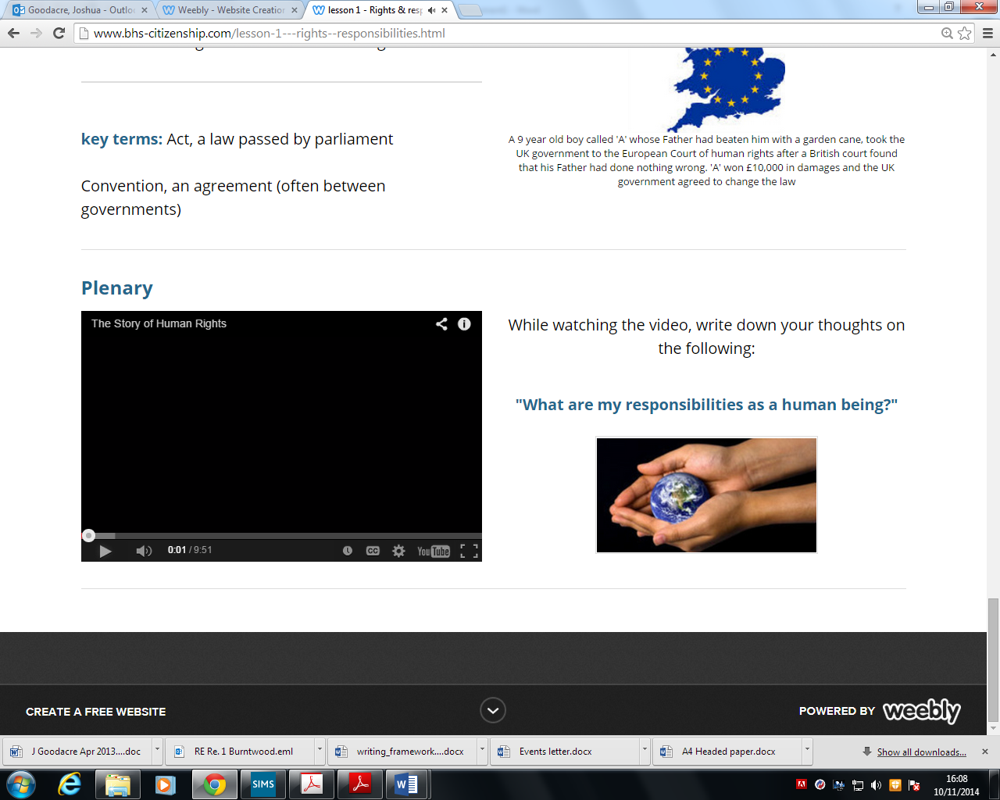 Goodacre, Joshua - Outlo
Weebly - Website Creation
lesson 1 - Rights & resp
www.bhs-citizenship.com/lesson-1---rights--responsibilities.html
key terms: Act, a law passed by parliament
Convention, an agreement (often between
governments)
A 9 year old boy called 'A' whose Father had beaten him with a garden cane, took the
UK government to the European Court of human rights after a British court found
that his Father had done nothing wrong. 'A' won £10,000 in damages and the UK
government agreed to change the law
Plenary
The Story of Human Rights
0:01 / 9:51
CC
YouTube
While watching the video, write down your thoughts on
the following:
"What are my responsibilities as a human being?"
CREATE A FREE WEBSITE
POWERED BY weebly
J Goodacre Apr 2013....doc
RE Re. 1 Burntwood.eml
writing_framework....docx
Events letter.docx
A4 Headed paper.docx
Show all downloads...
SIMS
16:08
10/11/2014